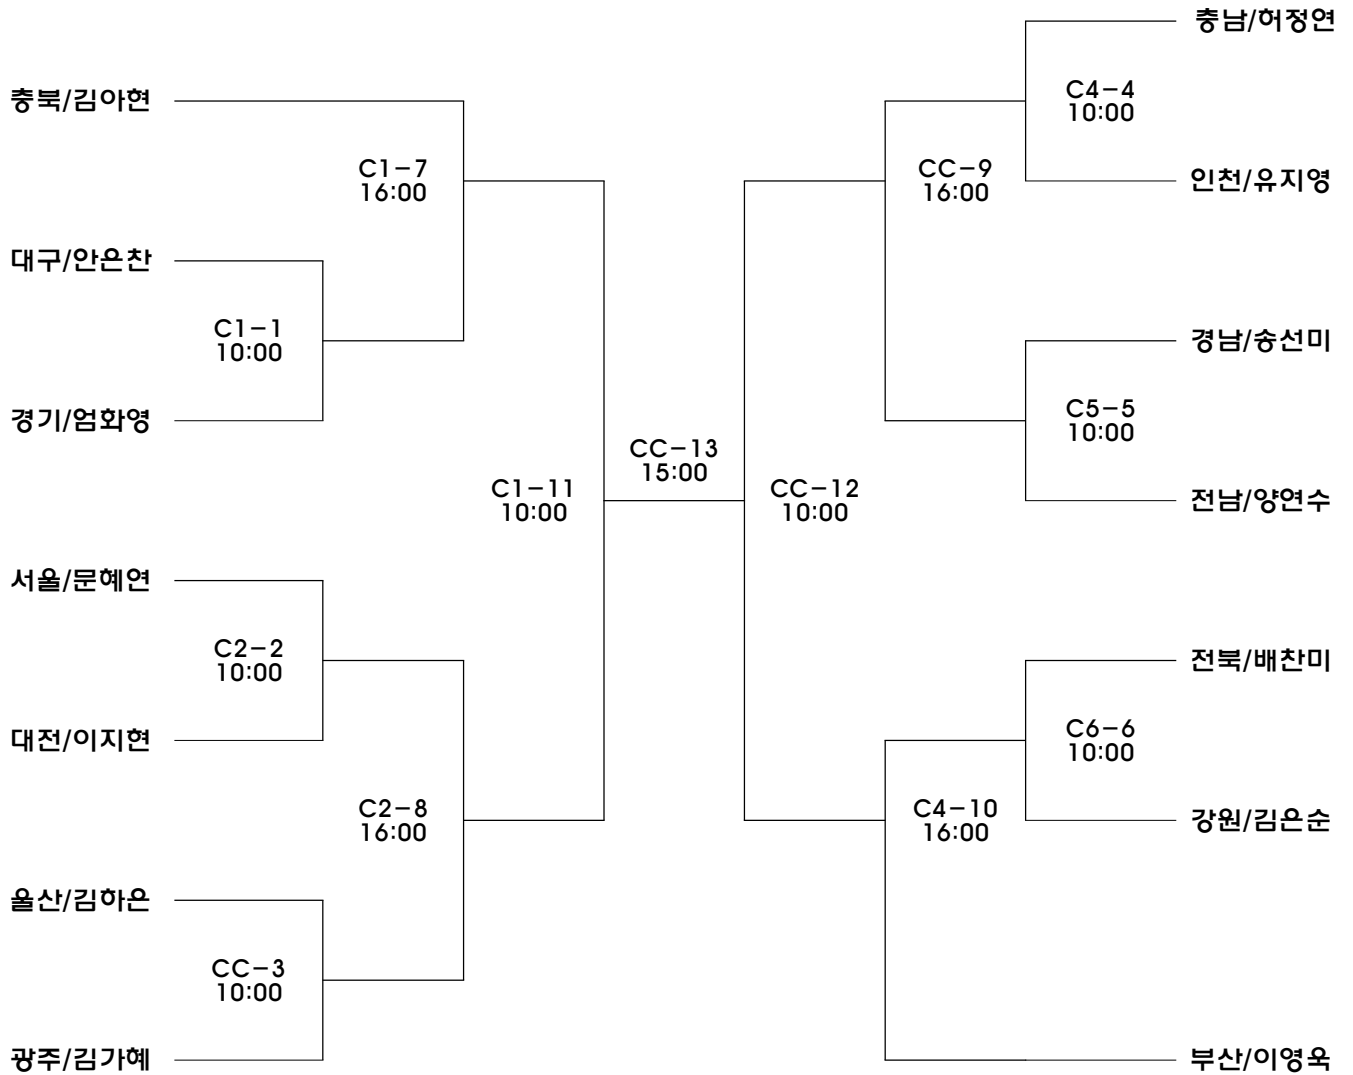 충북/김아현
C1-7
16:00
대구/안은찬
C1-1
10:00
경기/엄화영
C1-11
10:00
서울/문혜연
C2-2
10:00
대전/이지현
C2-8
16:00
울산/김하은
CC-3
10:00
광주/김가혜
CC-13
15:00
충남/허정연
C4-4
10:00
CC-9
16:00
인천/유지영
경남/송선미
C5-5
10:00
CC-12
10:00
전남/양연수
전북/배찬미
C6-6
10:00
C4-10
16:00
강원/김은순
부산/이영욱